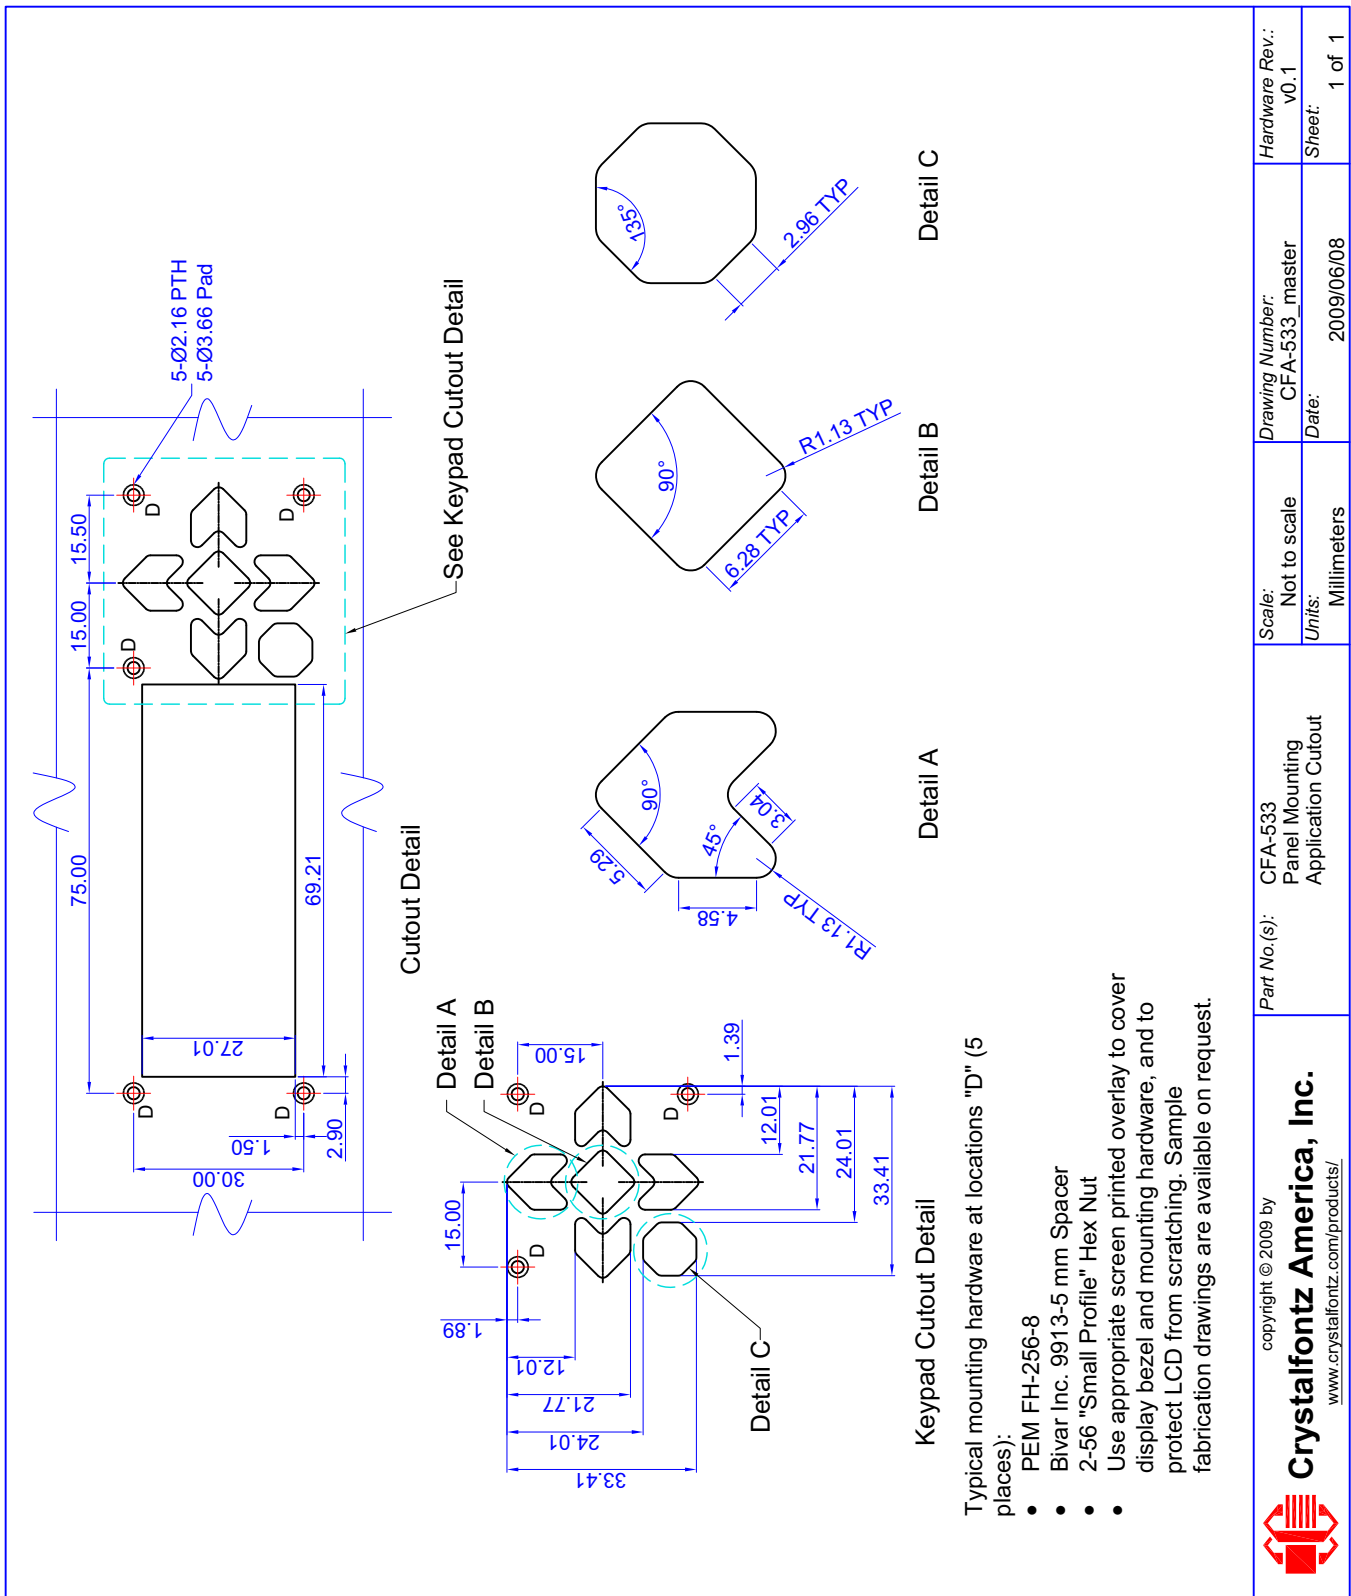 75.00
15.00
15.50
5-Ø2.16 PTH
5-Ø3.66 Pad
30.00
1.50
2.90
27.01
69.21
D
D
D
D
D
See Keypad Cutout Detail
Cutout Detail
Detail A
Detail B
15.00
15.00
1.89
12.01
21.77
24.01
33.41
1.39
12.01
21.77
24.01
33.41
D
D
D
Detail C
Keypad Cutout Detail
5.29
90°
45°
3.04
4.58
R1.13 TYP
Detail A
90°
6.28 TYP
R1.13 TYP
Detail B
135°
2.96 TYP
Detail C
Typical mounting hardware at locations "D" (5
places):
• PEM FH-256-8
• Bivar Inc. 9913-5 mm Spacer
• 2-56 "Small Profile" Hex Nut
• Use appropriate screen printed overlay to cover
display bezel and mounting hardware, and to
protect LCD from scratching. Sample
fabrication drawings are available on request.
copyright © 2009 by
Crystalfontz America, Inc.
www.crystalfontz.com/products/
Part No.(s):
CFA-533
Panel Mounting
Application Cutout
Scale:
Not to scale
Units:
Millimeters
Drawing Number:
CFA-533_master
Date:
2009/06/08
Hardware Rev.:
v0.1
Sheet:
1 of 1